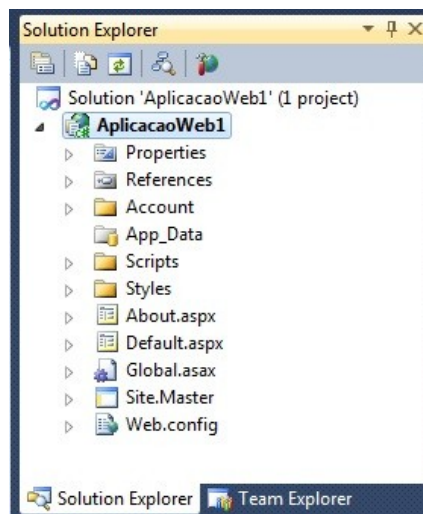 Solution Explorer
Solution 'AplicacaoWeb1' (1 project)
AplicacaoWeb1
Properties
References
Account
App_Data
Scripts
Styles
About.aspx
Default.aspx
Global.asax
Site.Master
Web.config
Solution Explorer Team Explorer